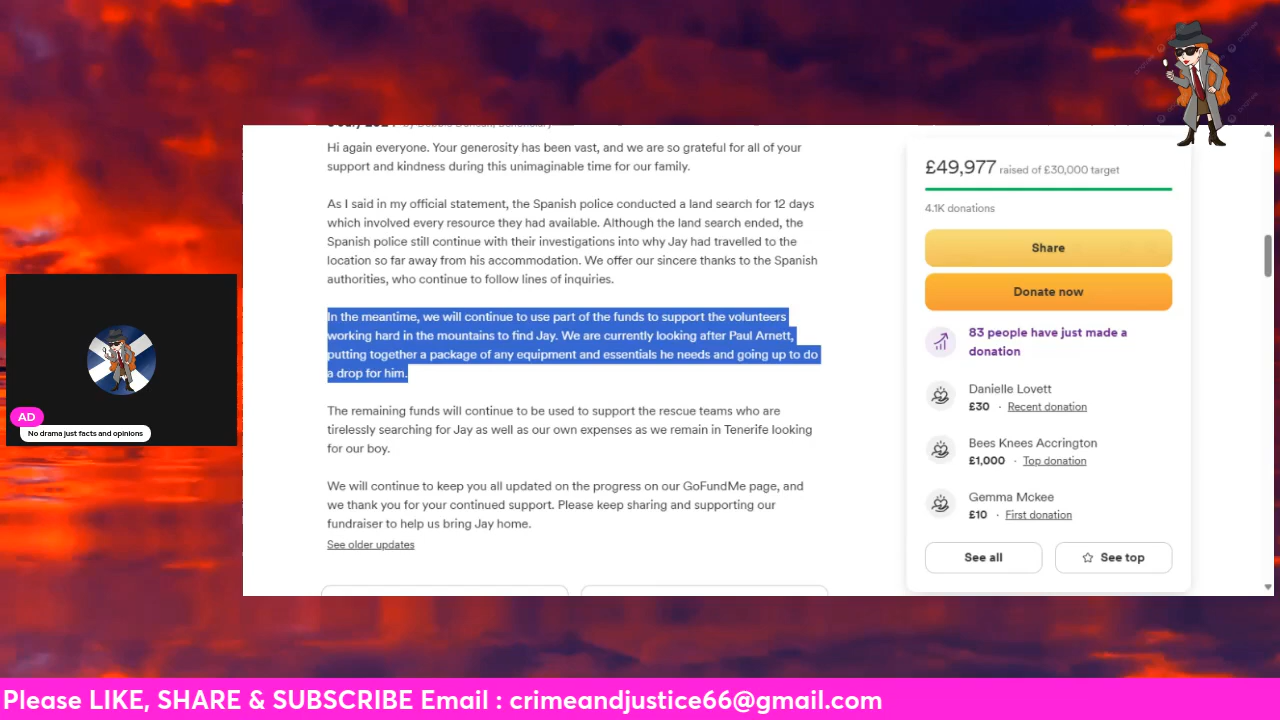 Hi again everyone. Your generosity has been vast, and we are so grateful for all of your
support and kindness during this unimaginable time for our family.
As I said in my official statement, the Spanish police conducted a land search for 12 days
which involved every resource they had available. Although the land search ended, the
Spanish police still continue with their investigations into why Jay had travelled to the
location so far away from his accommodation. We offer our sincere thanks to the Spanish
authorities, who continue to follow lines of inquiries.
In the meantime, we will continue to use part of the funds to support the volunteers
working hard in the mountains to find Jay. We are currently looking after Paul Arnett,
putting together a package of any equipment and essentials he needs and going up to do
a drop for him.
The remaining funds will continue to be used to support the rescue teams who are
tirelessly searching for Jay as well as our own expenses as we remain in Tenerife looking
for our boy.
We will continue to keep you all updated on the progress on our GoFundMe page, and
we thank you for your continued support. Please keep sharing and supporting our
fundraiser to help us bring Jay home.
See older updates
£49,977 raised of £30,000 target
4.1K donations
Share
Donate now
83 people have just made a
donation
Danielle Lovett
£30 · Recent donation
Bees Knees Accrington
£1,000 · Top donation
Gemma Mckee
£10 · First donation
See all
See top
AD
No drama just facts and opinions
Please LIKE, SHARE & SUBSCRIBE Email : crimeandjustice66@gmail.com